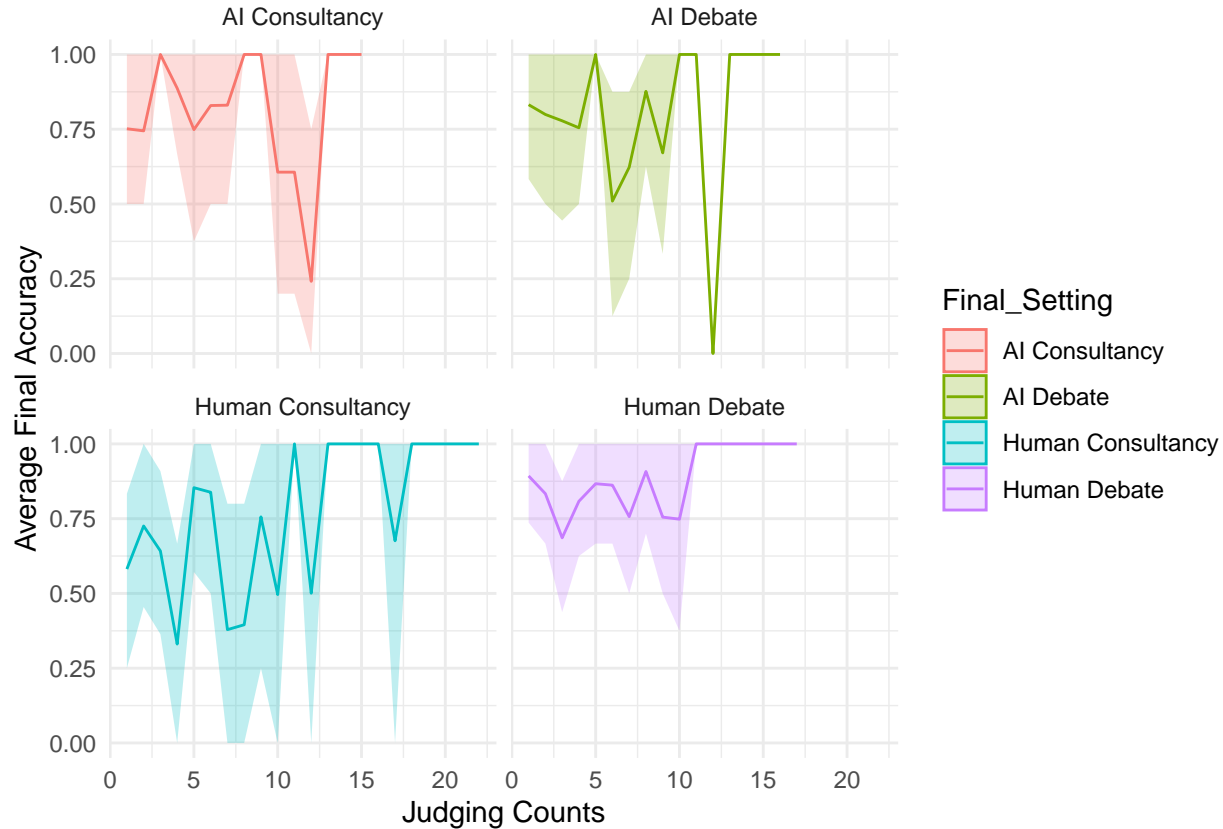 AI Consultancy
AI Debate
1.00
0.75
0.50
0.25
0.00
Human Consultancy
Human Debate
1.00
0.75
0.50
0.25
0.00
0 5 10 15 20
0 5 10 15 20
Judging Counts
Average Final Accuracy
Final_Setting
AI Consultancy
AI Debate
Human Consultancy
Human Debate